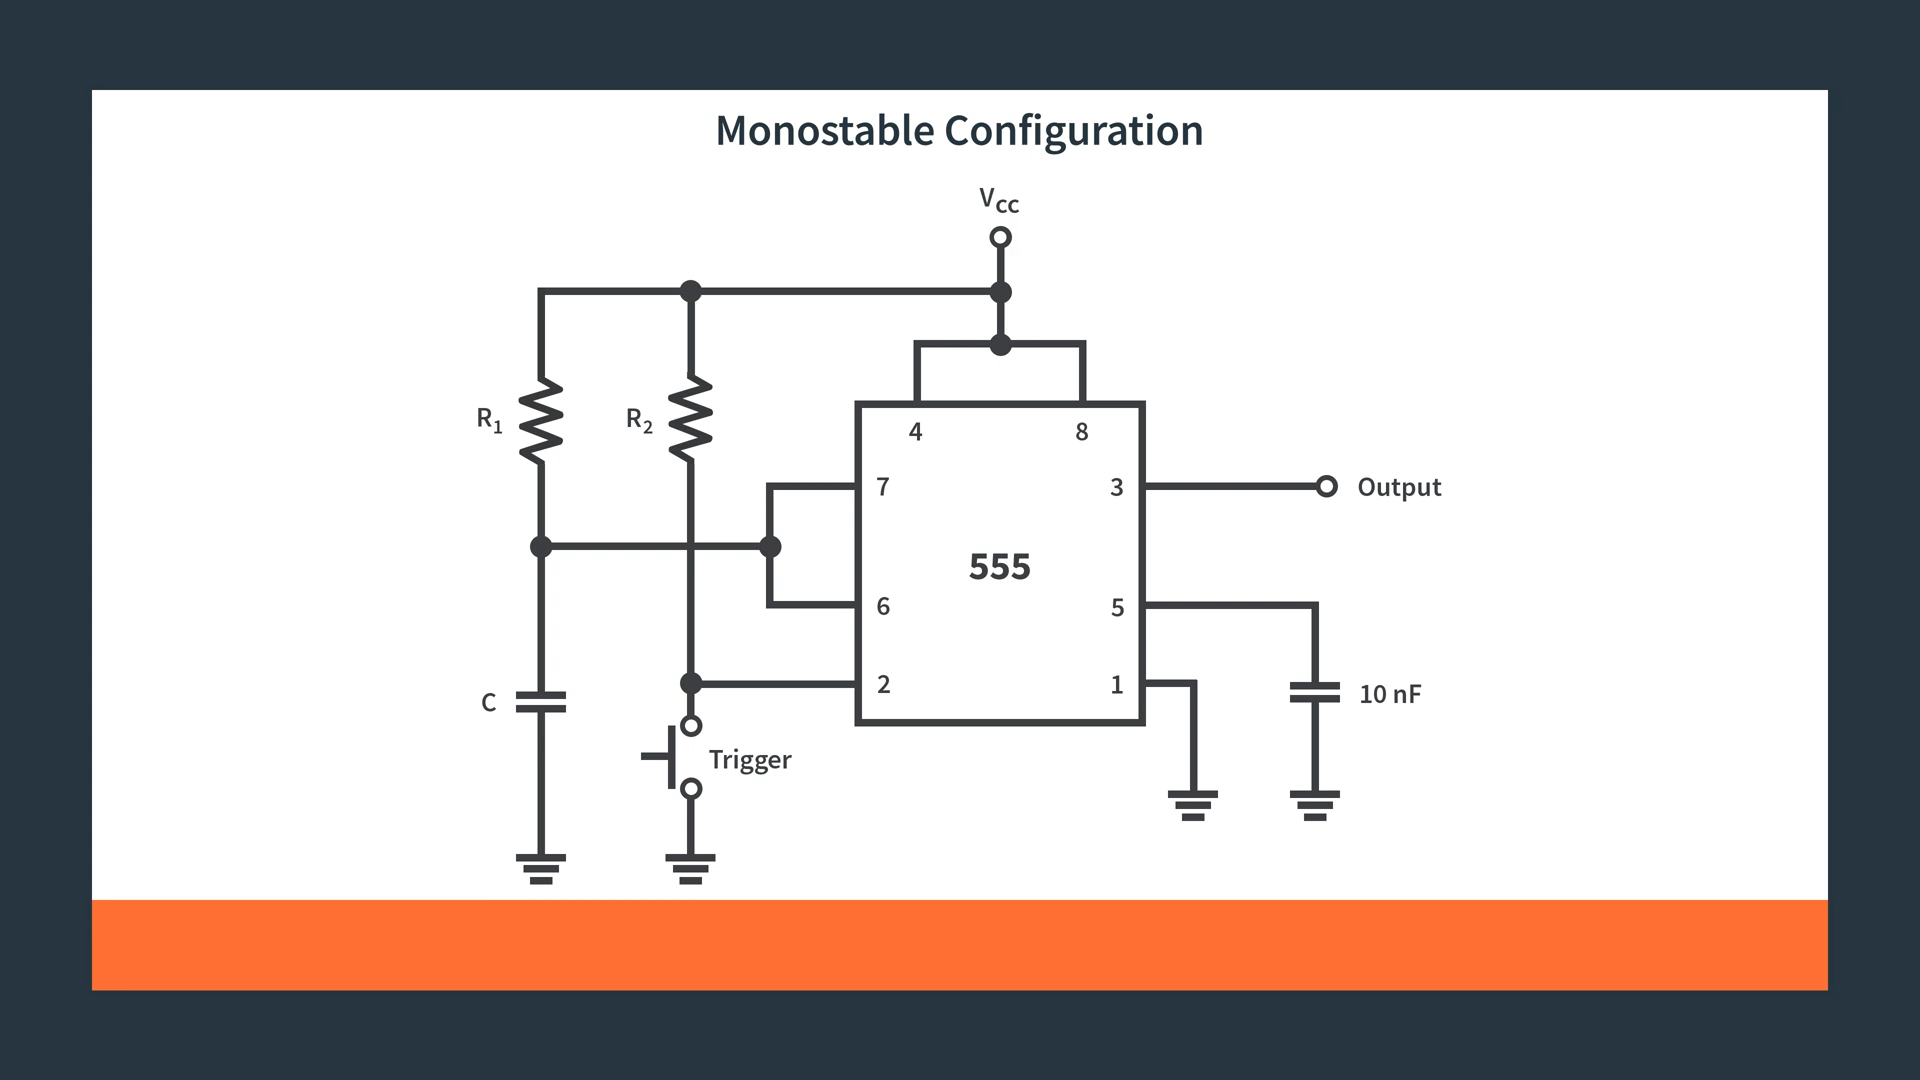 Monostable Configuration
VCC
R1
R2
4
8
7
3
Output
555
6
5
2
1
10 nF
C
Trigger